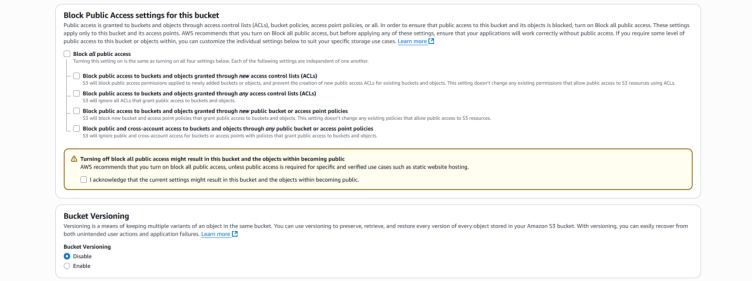 Block Public Access settings for this bucket
Public access is granted to buckets and objects through access control lists (ACLs), bucket policies, access point policies, or all. In order to ensure that public access to this bucket and its objects is blocked, turn on Block all public access. These settings
apply only to this bucket and its access points. AWS recommends that you turn on Block all public access, but before applying any of these settings, ensure that your applications will work correctly without public access. If you require some level of
public access to this bucket or objects within, you can customize the individual settings below to suit your specific storage use cases. Learn more
Block all public access
Turning this setting on is the same as turning on all four settings below. Each of the following settings are independent of one another.
Block public access to buckets and objects granted through new access control lists (ACLs)
S3 will block public access permissions applied to newly added buckets or objects, and prevent the creation of new public access ACLs for existing buckets and objects. This setting doesn't change any existing permissions that allow public access to S3 resources using ACLs.
Block public access to buckets and objects granted through any access control lists (ACLs)
S3 will ignore all ACLs that grant public access to buckets and objects.
Block public access to buckets and objects granted through new public bucket or access point policies
S3 will block new bucket and access point policies that grant public access to buckets and objects. This setting doesn't change any existing policies that allow public access to S3 resources.
Block public and cross-account access to buckets and objects through any public bucket or access point policies
S3 will ignore public and cross-account access for buckets or access points with policies that grant public access to buckets and objects.
Turning off block all public access might result in this bucket and the objects within becoming public
AWS recommends that you turn on block all public access, unless public access is required for specific and verified use cases such as static website hosting.
I acknowledge that the current settings might result in this bucket and the objects within becoming public.
Bucket Versioning
Versioning is a means of keeping multiple variants of an object in the same bucket. You can use versioning to preserve, retrieve, and restore every version of every object stored in your Amazon S3 bucket. With versioning, you can easily recover from
both unintended user actions and application failures. Learn more
Bucket Versioning
Disable
Enable